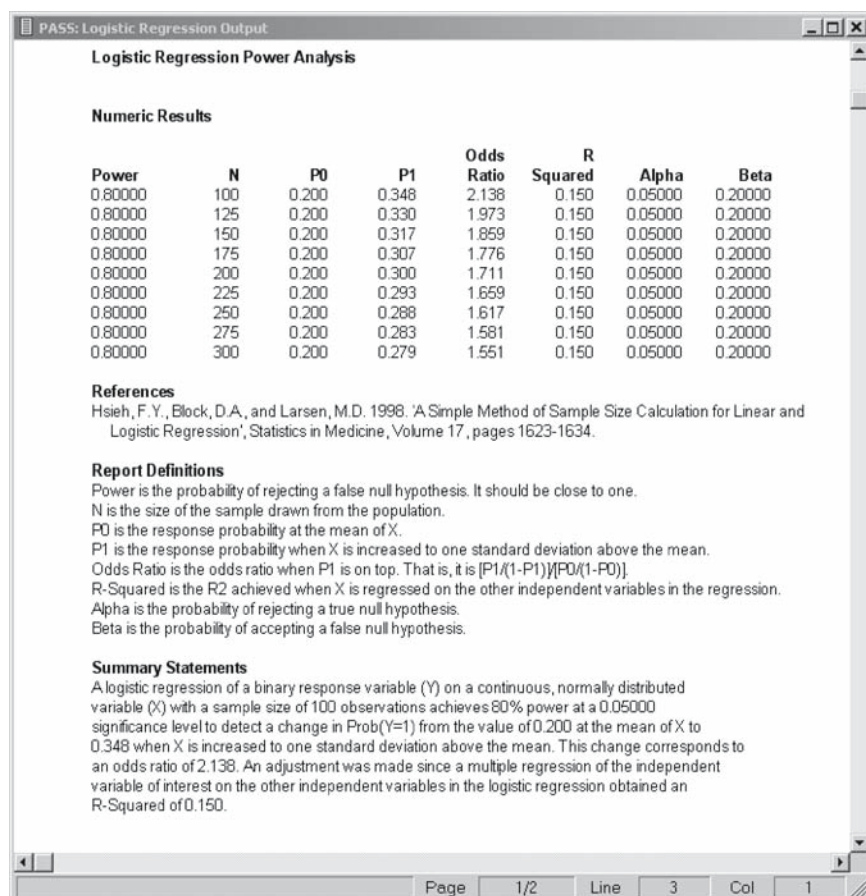 PASS: Logistic Regression Output
Logistic Regression Power Analysis
Numeric Results
Odds R
Power N P0 P1 Ratio Squared Alpha Beta
0.80000 100 0.200 0.348 2.138 0.150 0.05000 0.20000
0.80000 125 0.200 0.330 1.973 0.150 0.05000 0.20000
0.80000 150 0.200 0.317 1.859 0.150 0.05000 0.20000
0.80000 175 0.200 0.307 1.776 0.150 0.05000 0.20000
0.80000 200 0.200 0.300 1.711 0.150 0.05000 0.20000
0.80000 225 0.200 0.293 1.659 0.150 0.05000 0.20000
0.80000 250 0.200 0.288 1.617 0.150 0.05000 0.20000
0.80000 275 0.200 0.283 1.581 0.150 0.05000 0.20000
0.80000 300 0.200 0.279 1.551 0.150 0.05000 0.20000
References
Hsieh, F.Y., Block, D.A., and Larsen, M.D. 1998. 'A Simple Method of Sample Size Calculation for Linear and
Logistic Regression', Statistics in Medicine, Volume 17, pages 1623-1634.
Report Definitions
Power is the probability of rejecting a false null hypothesis. It should be close to one.
N is the size of the sample drawn from the population.
P0 is the response probability at the mean of X.
P1 is the response probability when X is increased to one standard deviation above the mean.
Odds Ratio is the odds ratio when P1 is on top. That is, it is [P1/(1-P1)]/[P0/(1-P0)].
R-Squared is the R2 achieved when X is regressed on the other independent variables in the regression.
Alpha is the probability of rejecting a true null hypothesis.
Beta is the probability of accepting a false null hypothesis.
Summary Statements
A logistic regression of a binary response variable (Y) on a continuous, normally distributed
variable (X) with a sample size of 100 observations achieves 80% power at a 0.05000
significance level to detect a change in Prob(Y=1) from the value of 0.200 at the mean of X to
0.348 when X is increased to one standard deviation above the mean. This change corresponds to
an odds ratio of 2.138. An adjustment was made since a multiple regression of the independent
variable of interest on the other independent variables in the logistic regression obtained an
R-Squared of 0.150.
Page 1/2 Line 3 Col 1